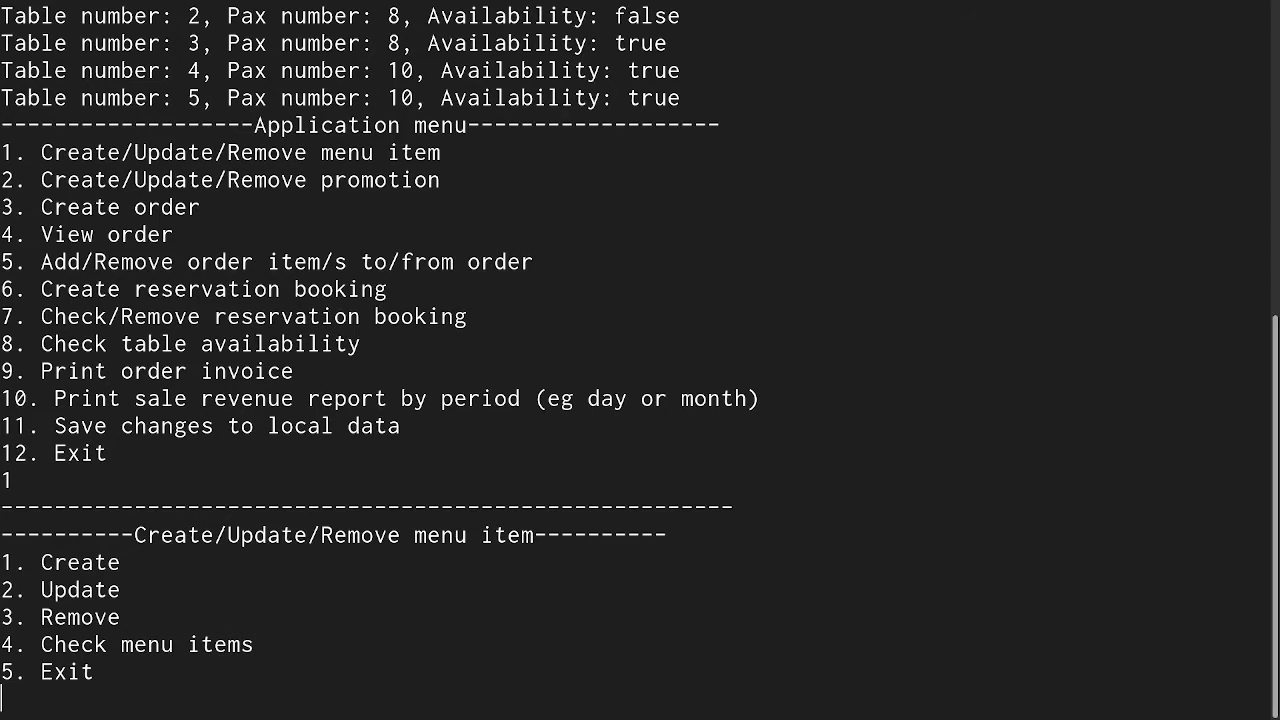 Table number: 2, Pax number: 8, Availability: false
Table number: 3, Pax number: 8, Availability: true
Table number: 4, Pax number: 10, Availability: true
Table number: 5, Pax number: 10, Availability: true
-------------------Application menu-------------------
1. Create/Update/Remove menu item
2. Create/Update/Remove promotion
3. Create order
4. View order
5. Add/Remove order item/s to/from order
6. Create reservation booking
7. Check/Remove reservation booking
8. Check table availability
9. Print order invoice
10. Print sale revenue report by period (eg day or month)
11. Save changes to local data
12. Exit
1
-------------------------------------------------------
----------Create/Update/Remove menu item----------
1. Create
2. Update
3. Remove
4. Check menu items
5. Exit